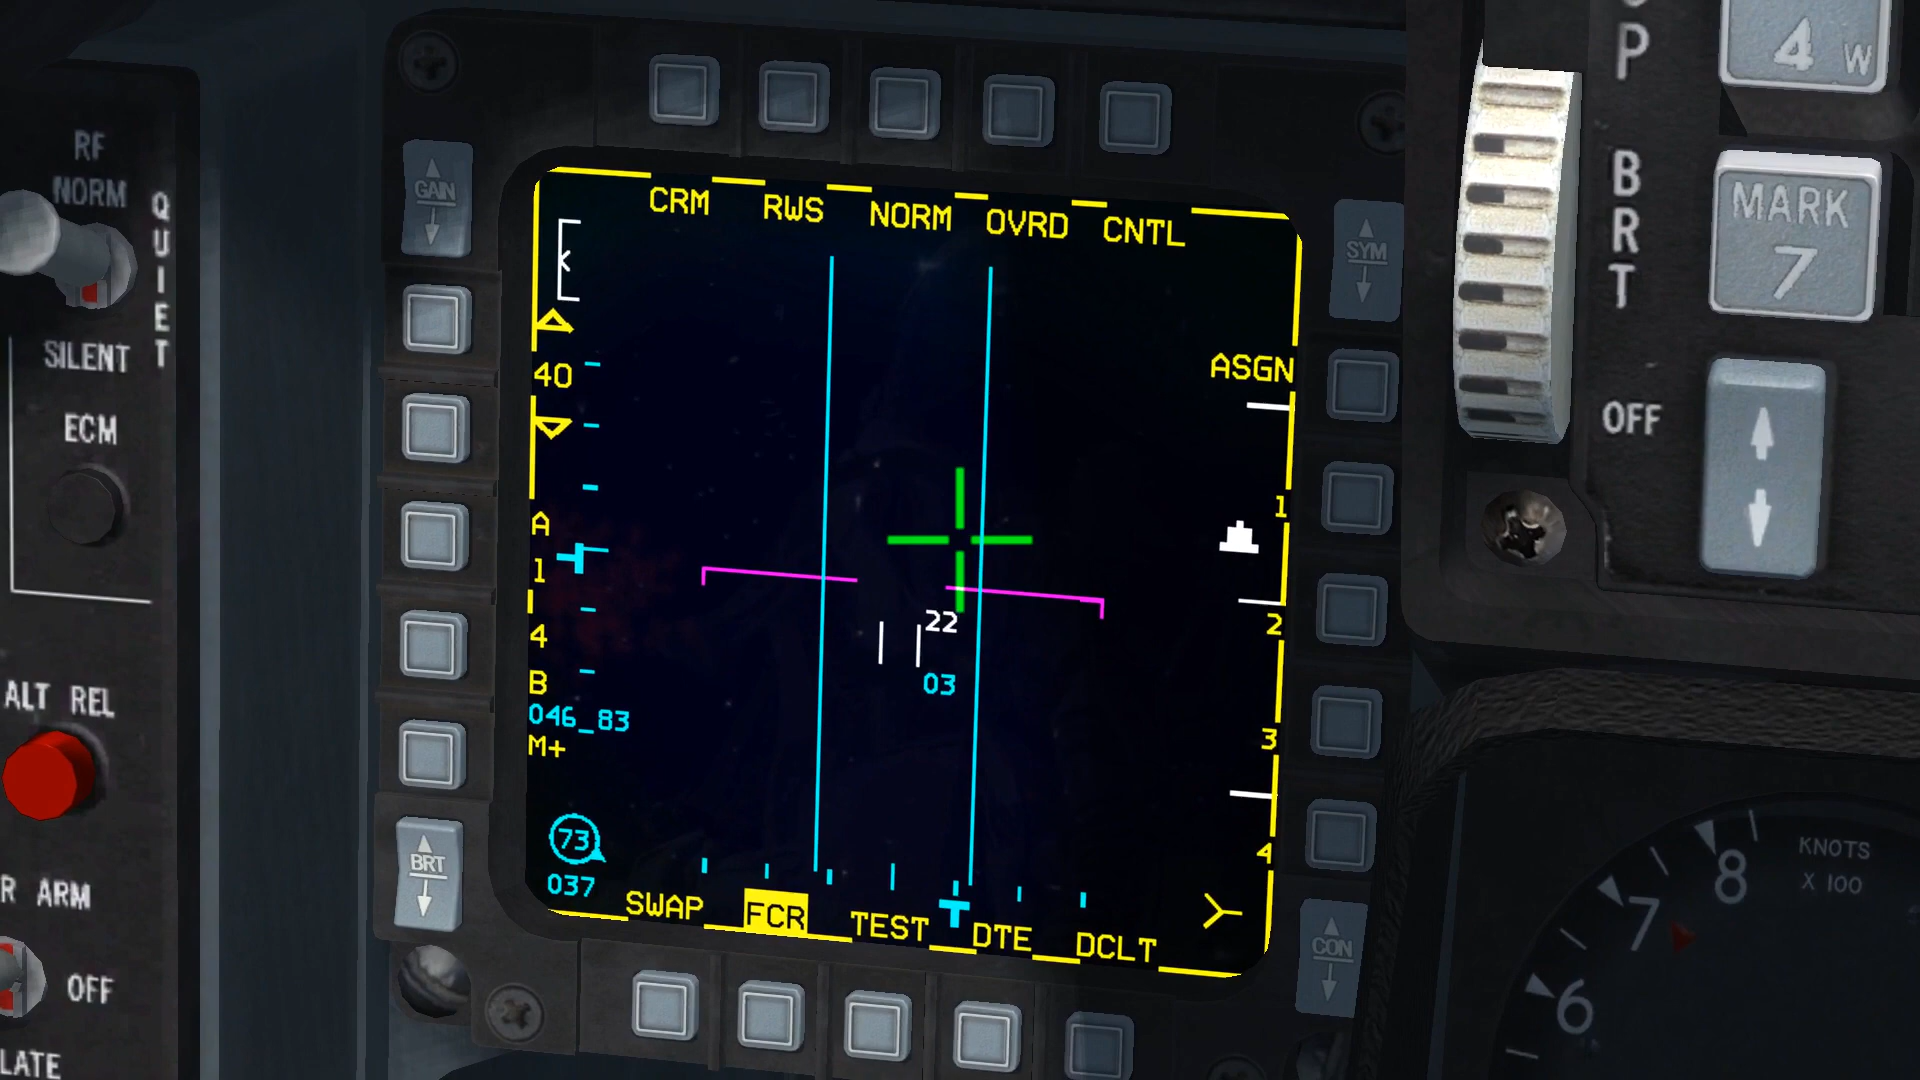 RF
NORM
QUIET
SILENT
ECM
ALT REL
R ARM
OFF
LATE
GAIN
SYM
BRT
CON
CRM RWS NORM OVRD CNTL
40
ASGN
A
1
4
B
046_83
M+
22
03
1
2
3
4
73
037
SWAP FCR TEST DTE DCLT
P
BRT
OFF
4 W
MARK
7
KNOTS
X 100
8
7
6